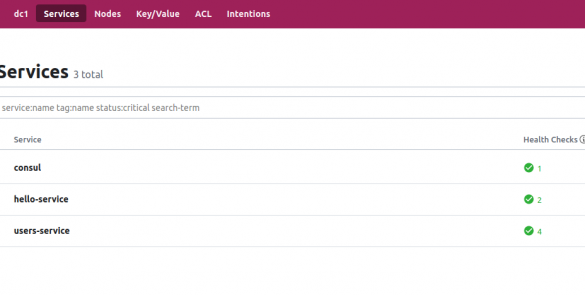 dc1 Services Nodes Key/Value ACL Intentions
Services 3 total
service:name tag:name status:critical search-term
Service Health Checks
consul 1
hello-service 2
users-service 4